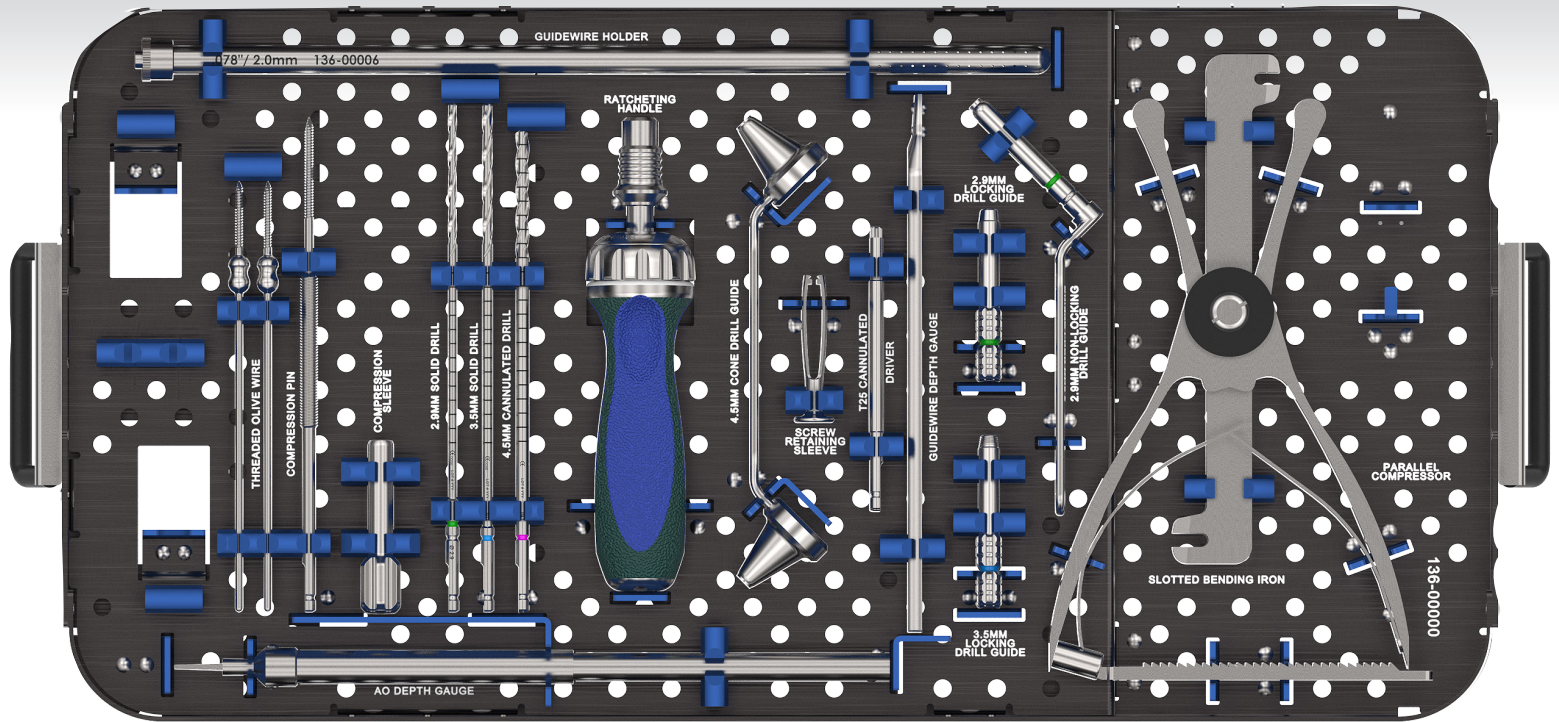 GUIDEWIRE HOLDER
.078"/ 2.0mm 136-00006
RATCHETING
HANDLE
2.9MM
LOCKING
DRILL GUIDE
THREADED OLIVE WIRE
COMPRESSION PIN
COMPRESSION
SLEEVE
2.9MM SOLID DRILL
3.5MM SOLID DRILL
4.5MM CANNULATED DRILL
4.5MM CONE DRILL GUIDE
SCREW
RETAINING
SLEEVE
T25 CANNULATED
DRIVER
GUIDEWIRE DEPTH GAUGE
2.9MM NON-LOCKING
DRILL GUIDE
PARALLEL
COMPRESSOR
SLOTTED BENDING IRON
136-00000
3.5MM
LOCKING
DRILL GUIDE
AO DEPTH GAUGE